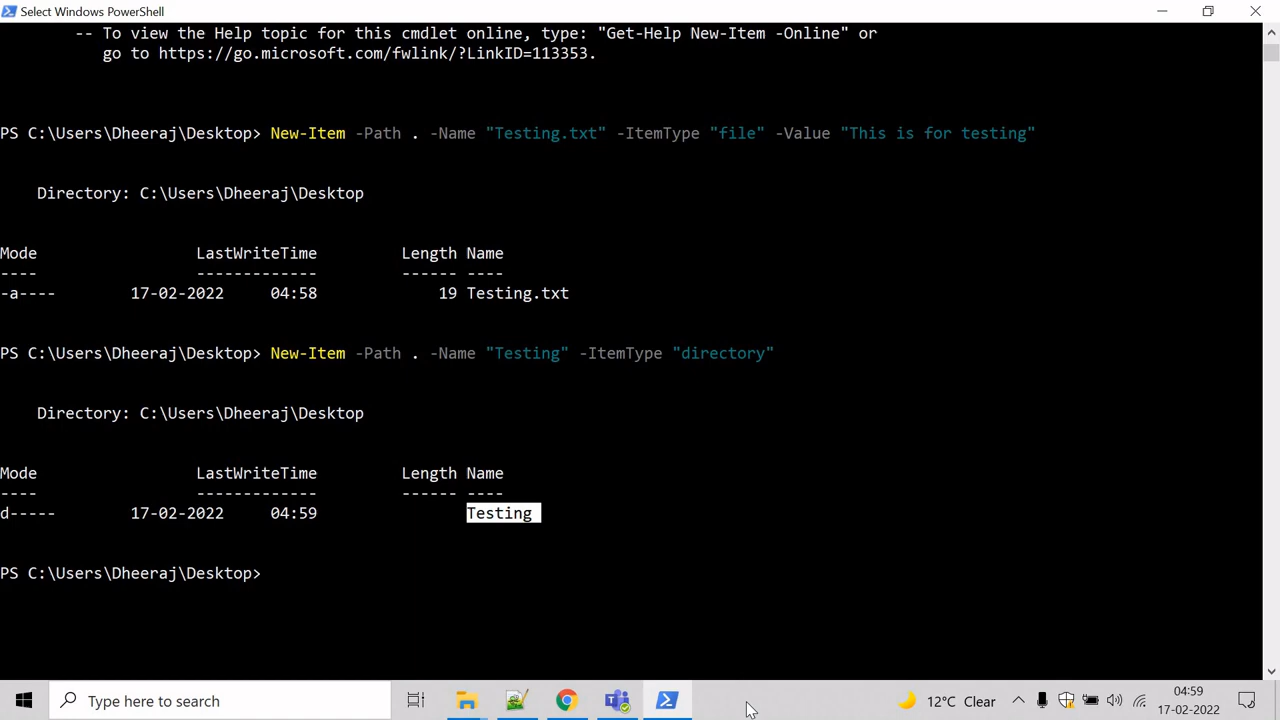 Select Windows PowerShell
-- To view the Help topic for this cmdlet online, type: "Get-Help New-Item -Online" or
go to https://go.microsoft.com/fwlink/?LinkID=113353.
PS C:\Users\Dheeraj\Desktop> New-Item -Path . -Name "Testing.txt" -ItemType "file" -Value "This is for testing"
Directory: C:\Users\Dheeraj\Desktop
Mode LastWriteTime Length Name
---- ------------- ------ ----
-a---- 17-02-2022 04:58 19 Testing.txt
PS C:\Users\Dheeraj\Desktop> New-Item -Path . -Name "Testing" -ItemType "directory"
Directory: C:\Users\Dheeraj\Desktop
Mode LastWriteTime Length Name
---- ------------- ------ ----
d----- 17-02-2022 04:59 Testing
PS C:\Users\Dheeraj\Desktop>
Type here to search
12°C Clear
04:59
17-02-2022